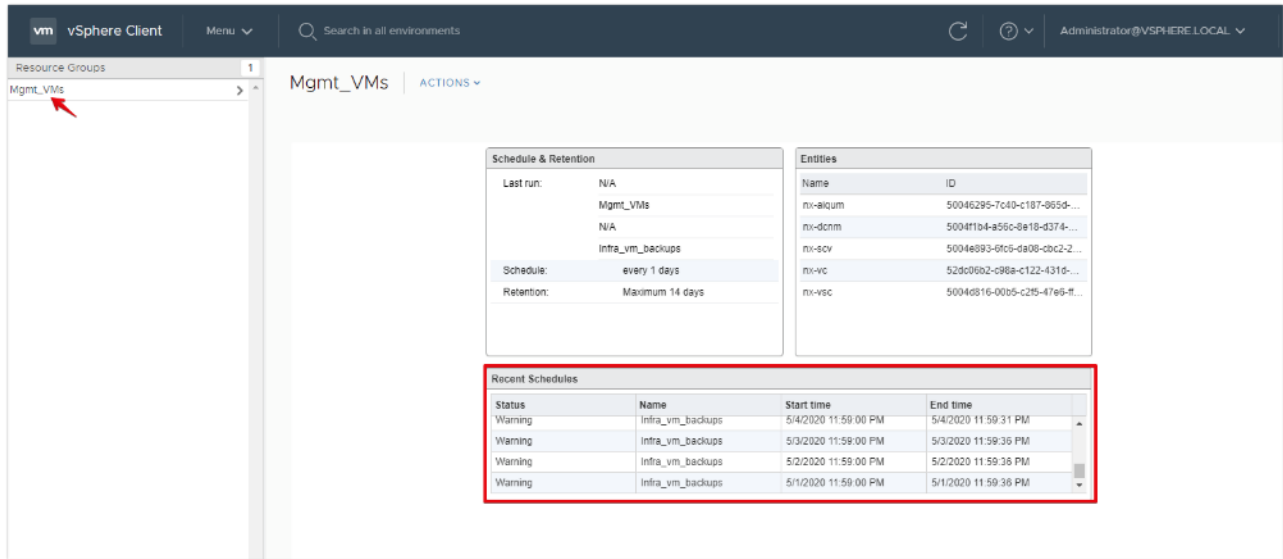 vm vSphere Client Menu Search in all environments Administrator@VSPHERE.LOCAL
Resource Groups 1
Mgmt_VMs
Mgmt_VMs ACTIONS
Schedule & Retention
Last run: N/A
Mgmt_VMs
N/A
Infra_vm_backups
Schedule: every 1 days
Retention: Maximum 14 days
Entities
Name ID
nx-aiqum 50046295-7c40-c187-865d-...
nx-dcnm 5004f1b4-a56c-8e18-d374-...
nx-scv 5004e893-6fc6-da08-cbc2-2...
nx-vc 52dc06b2-c98a-c122-431d-...
nx-vsc 5004d816-00b5-c2f5-47e6-ff...
Recent Schedules
Status Name Start time End time
Warning Infra_vm_backups 5/4/2020 11:59:00 PM 5/4/2020 11:59:31 PM
Warning Infra_vm_backups 5/3/2020 11:59:00 PM 5/3/2020 11:59:36 PM
Warning Infra_vm_backups 5/2/2020 11:59:00 PM 5/2/2020 11:59:36 PM
Warning Infra_vm_backups 5/1/2020 11:59:00 PM 5/1/2020 11:59:36 PM